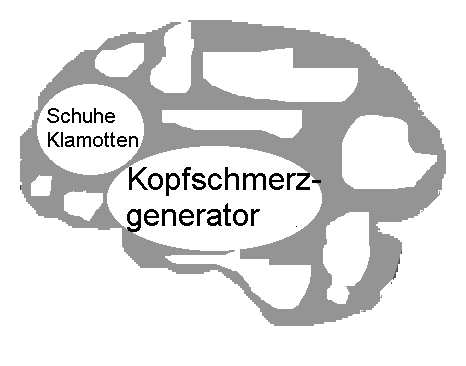 Schuhe
Klamotten
Kopfschmerz-
generator